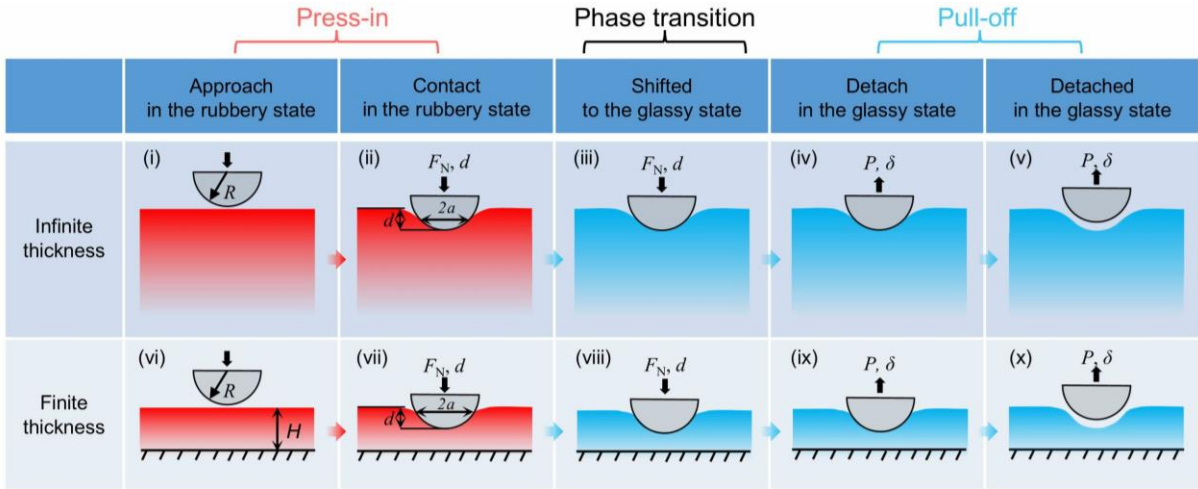 Press-in
Phase transition
Pull-off
Approach
in the rubbery state
Contact
in the rubbery state
Shifted
to the glassy state
Detach
in the glassy state
Detached
in the glassy state
Infinite
thickness
(i)
R
(ii)
F_N, d
2a
d
(iii)
F_N, d
(iv)
P, δ
(v)
P, δ
Finite
thickness
(vi)
R
H
(vii)
F_N, d
2a
d
(viii)
F_N, d
(ix)
P, δ
(x)
P, δ